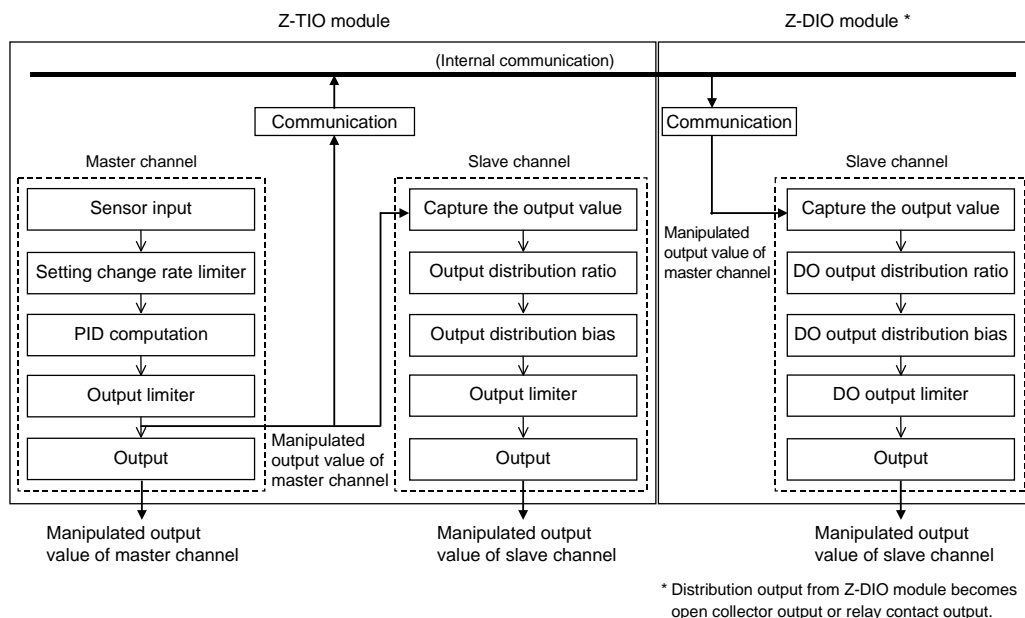 Z-TIO module
Z-DIO module *
(Internal communication)
Communication
Communication
Master channel
Sensor input
Setting change rate limiter
PID computation
Output limiter
Output
Manipulated
output value of
master channel
Slave channel
Capture the output value
Output distribution ratio
Output distribution bias
Output limiter
Output
Manipulated
output value of
master channel
Slave channel
Capture the output value
DO output distribution ratio
DO output distribution bias
DO output limiter
Output
Manipulated output
value of master channel
Manipulated output
value of slave channel
Manipulated output
value of slave channel
* Distribution output from Z-DIO module becomes
open collector output or relay contact output.